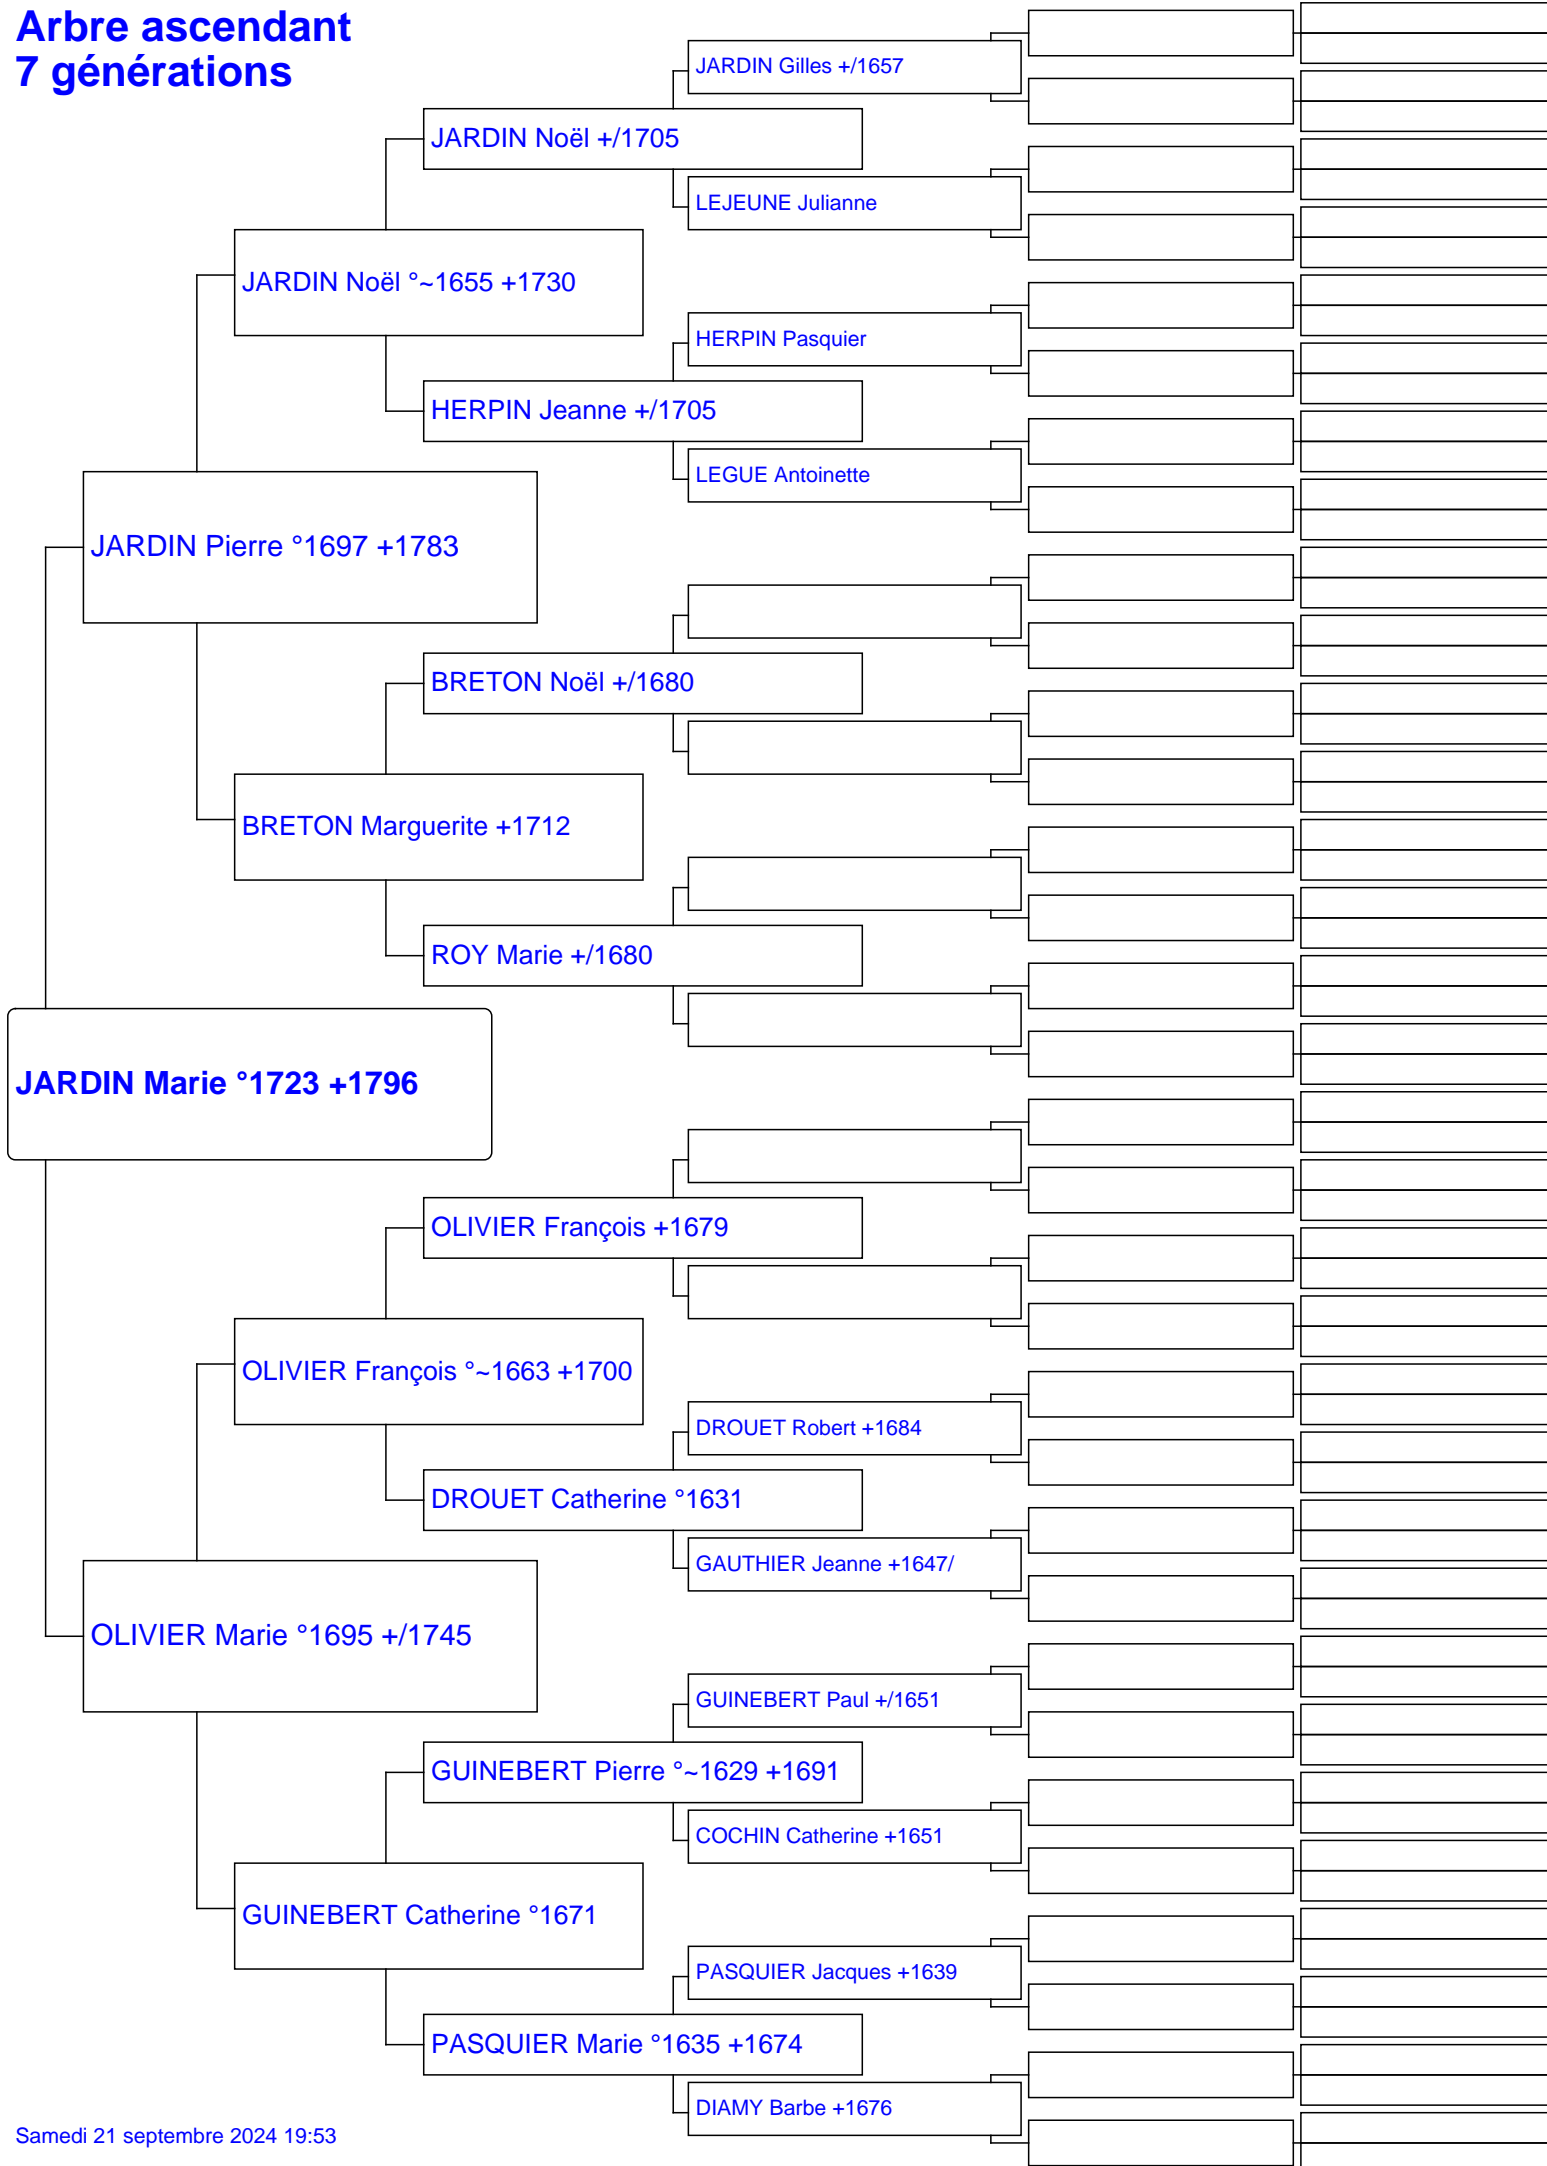 Arbre ascendant
7 générations
JARDIN Gilles +/1657
JARDIN Noël +/1705
LEJEUNE Julianne
JARDIN Noël °~1655 +1730
HERPIN Pasquier
HERPIN Jeanne +/1705
LEGUE Antoinette
JARDIN Pierre °1697 +1783
BRETON Noël +/1680
BRETON Marguerite +1712
ROY Marie +/1680
JARDIN Marie °1723 +1796
OLIVIER François +1679
OLIVIER François °~1663 +1700
DROUET Robert +1684
DROUET Catherine °1631
GAUTHIER Jeanne +1647/
OLIVIER Marie °1695 +/1745
GUINEBERT Paul +/1651
GUINEBERT Pierre °~1629 +1691
COCHIN Catherine +1651
GUINEBERT Catherine °1671
PASQUIER Jacques +1639
PASQUIER Marie °1635 +1674
DIAMY Barbe +1676
Samedi 21 septembre 2024 19:53